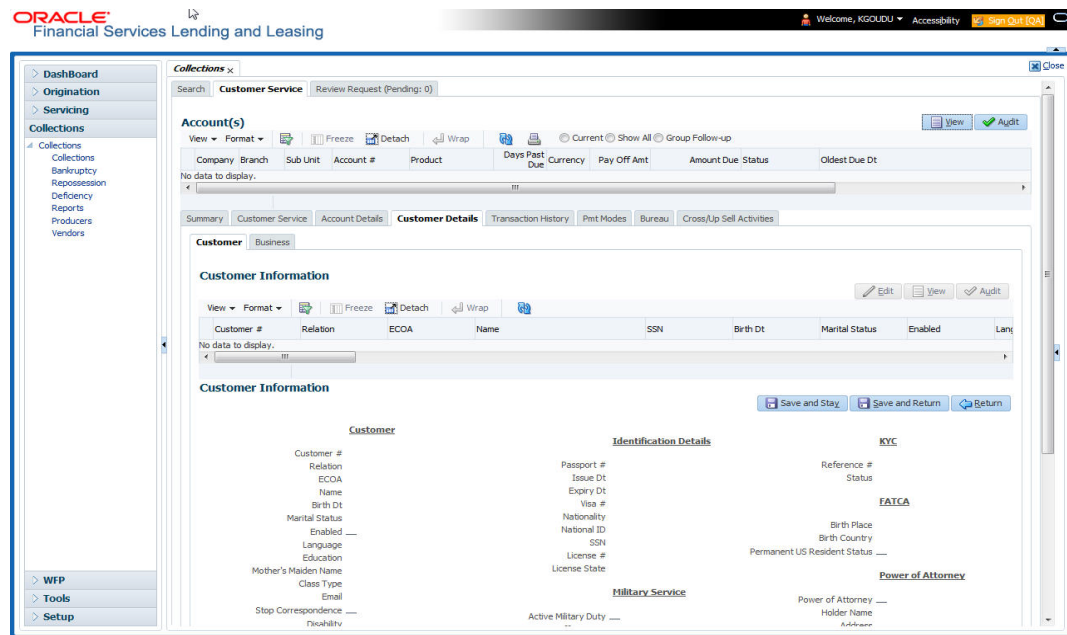 ORACLE®
Financial Services Lending and Leasing
Welcome, KGOUDU Accessibility Sign Out [QA]
Close
DashBoard
Origination
Servicing
Collections
Collections
Collections
Bankruptcy
Repossession
Deficiency
Reports
Producers
Vendors
WFP
Tools
Setup
Collections x
Search Customer Service Review Request (Pending: 0)
Account(s)
View Audit
View Format Freeze Detach Wrap Current Show All Group Follow-up
Company Branch Sub Unit Account # Product Days Past Due Currency Pay Off Amt Amount Due Status Oldest Due Dt
No data to display.
Summary Customer Service Account Details Customer Details Transaction History Pmt Modes Bureau Cross/Up Sell Activities
Customer Business
Customer Information
Edit View Audit
View Format Freeze Detach Wrap
Customer # Relation ECOA Name SSN Birth Dt Marital Status Enabled Lang
No data to display.
Customer Information
Save and Stay Save and Return Return
Customer
Customer #
Relation
ECOA
Name
Birth Dt
Marital Status
Enabled
Language
Education
Mother's Maiden Name
Class Type
Email
Stop Correspondence
Disability
Identification Details
Passport #
Issue Dt
Expiry Dt
Visa #
Nationality
National ID
SSN
License #
License State
Military Service
Active Military Duty
KYC
Reference #
Status
FATCA
Birth Place
Birth Country
Permanent US Resident Status
Power of Attorney
Power of Attorney
Holder Name
Address